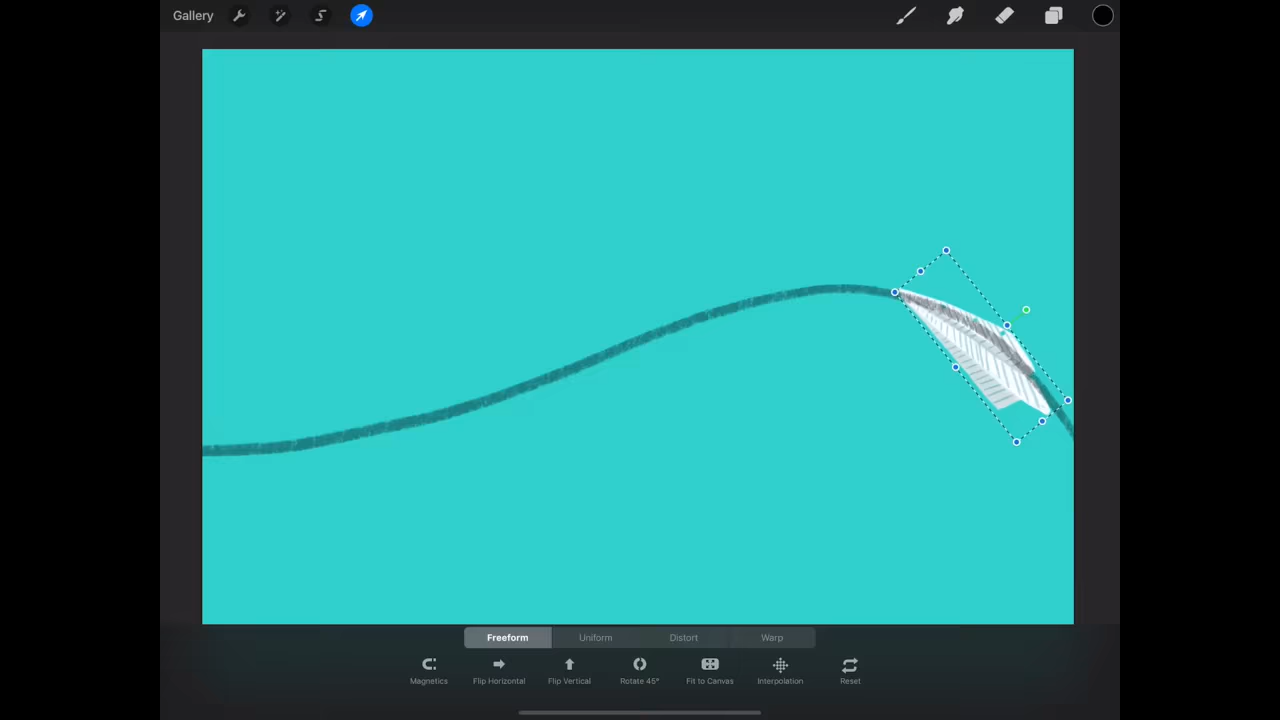 Gallery
Freeform Uniform Distort Warp
Magnetics Flip Horizontal Flip Vertical Rotate 45° Fit to Canvas Interpolation Reset